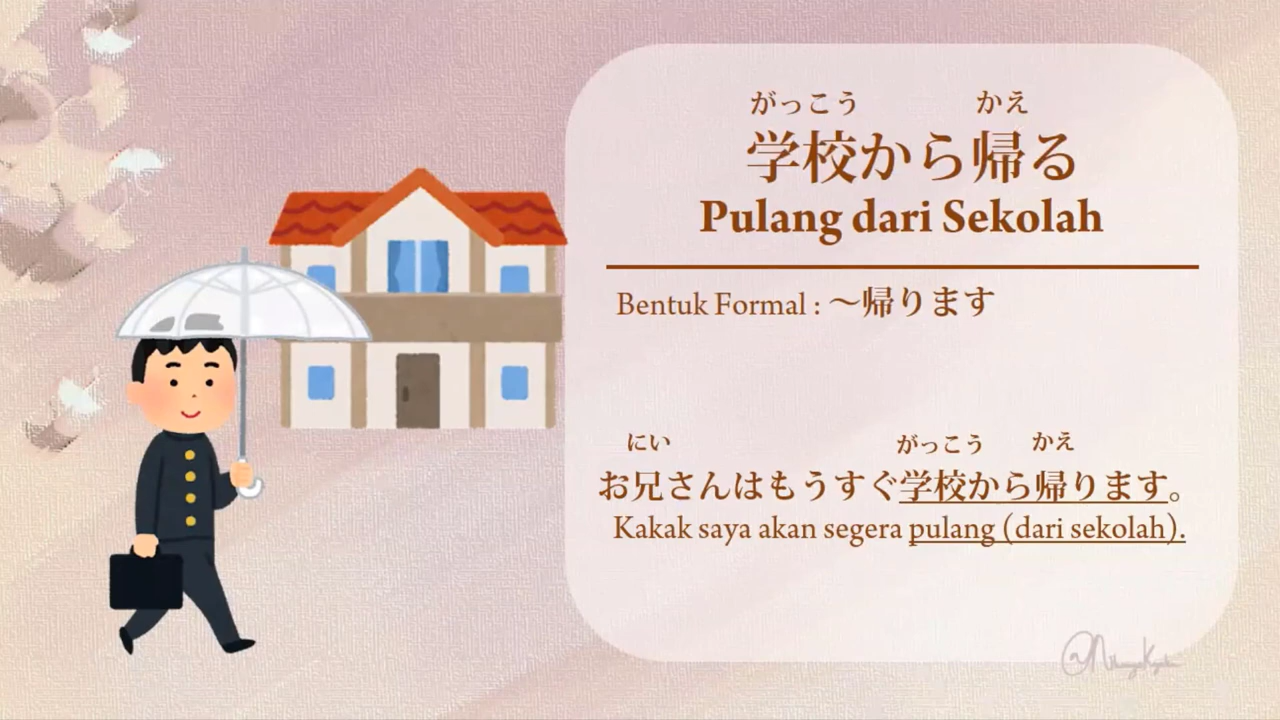 がっこう かえ
学校から帰る
Pulang dari Sekolah
Bentuk Formal : ～帰ります
にい がっこう かえ
お兄さんはもうすぐ学校から帰ります。
Kakak saya akan segera pulang (dari sekolah).